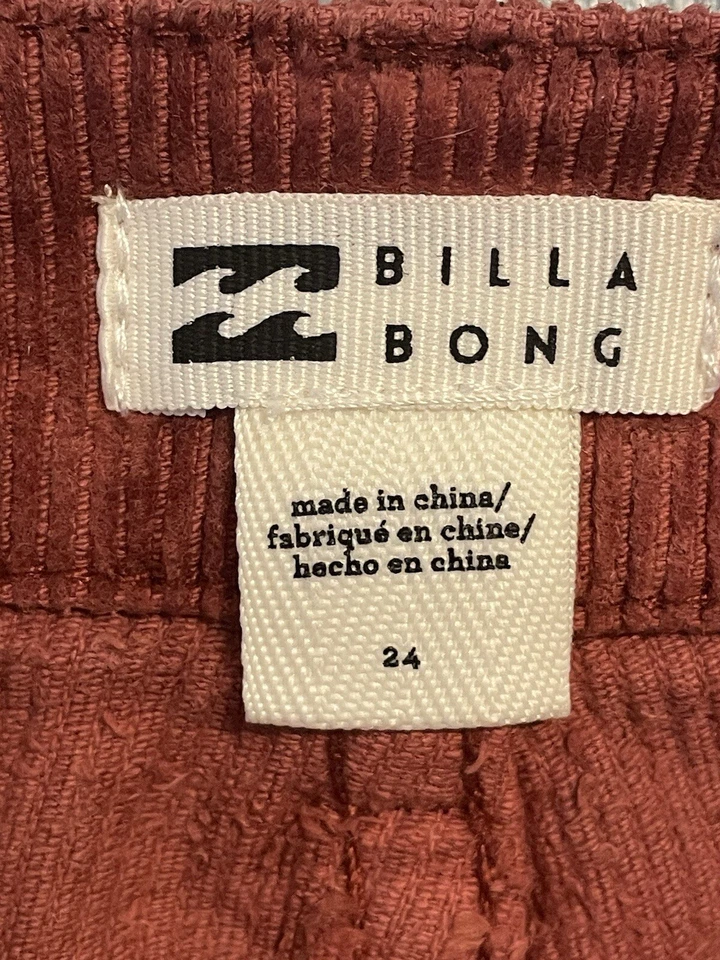 BILLA
BONG
made in china/
fabriqué en chine/
hecho en china
24